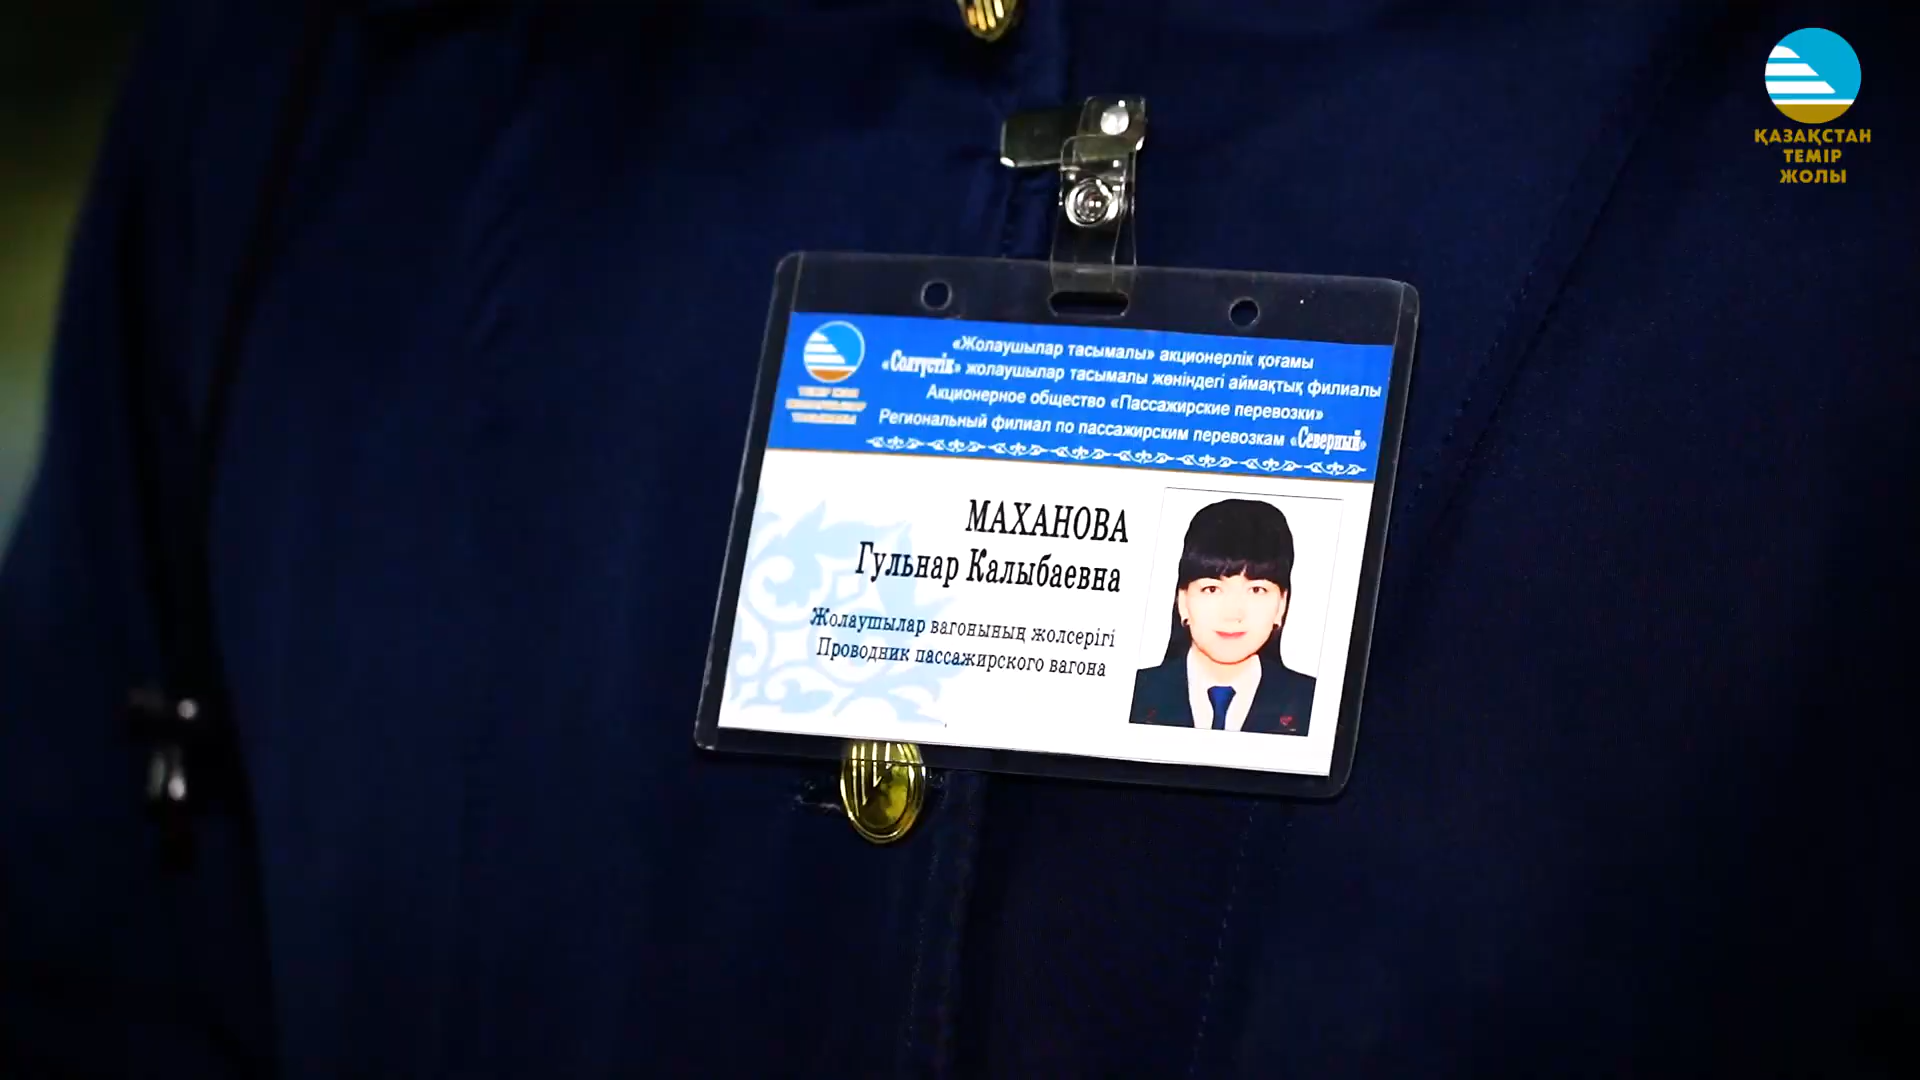 ҚАЗАҚСТАН
ТЕМІР
ЖОЛЫ
«Жолаушылар тасымалы» акционерлік қоғамы
«Солтүстік» жолаушылар тасымалы жөніндегі аймақтық филиалы
Акционерное общество «Пассажирские перевозки»
Региональный филиал по пассажирским перевозкам «Северный»
МАХАНОВА
Гульнар Калыбаевна
Жолаушылар вагонының жолсерігі
Проводник пассажирского вагона